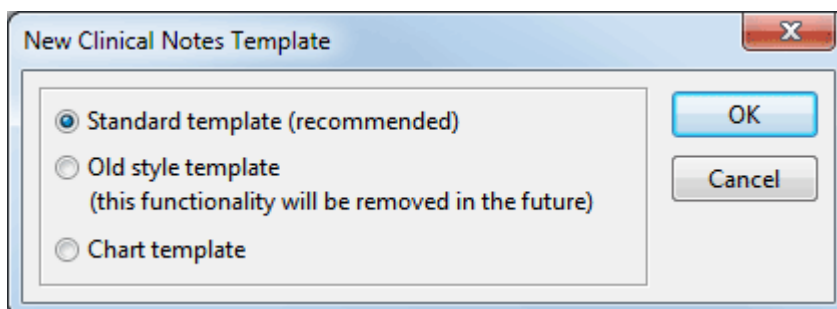 New Clinical Notes Template
Standard template (recommended)
OK
Old style template
(this functionality will be removed in the future)
Cancel
Chart template